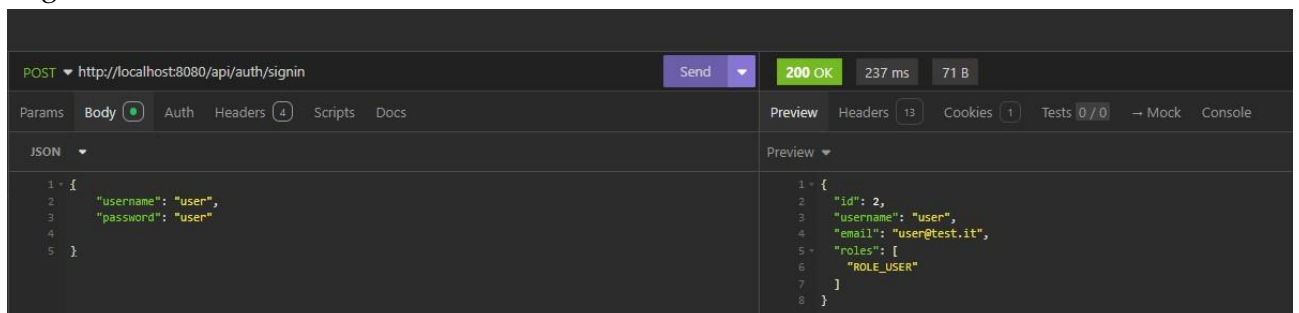 POST http://localhost:8080/api/auth/signin Send
200 OK 237 ms 71 B
Params Body Auth Headers 4 Scripts Docs
Preview Headers 13 Cookies 1 Tests 0 / 0 → Mock Console
JSON
Preview
1 {
2 "username": "user",
3 "password": "user"
4
5 }
1 {
2 "id": 2,
3 "username": "user",
4 "email": "user@test.it",
5 "roles": [
6 "ROLE_USER"
7 ]
8 }